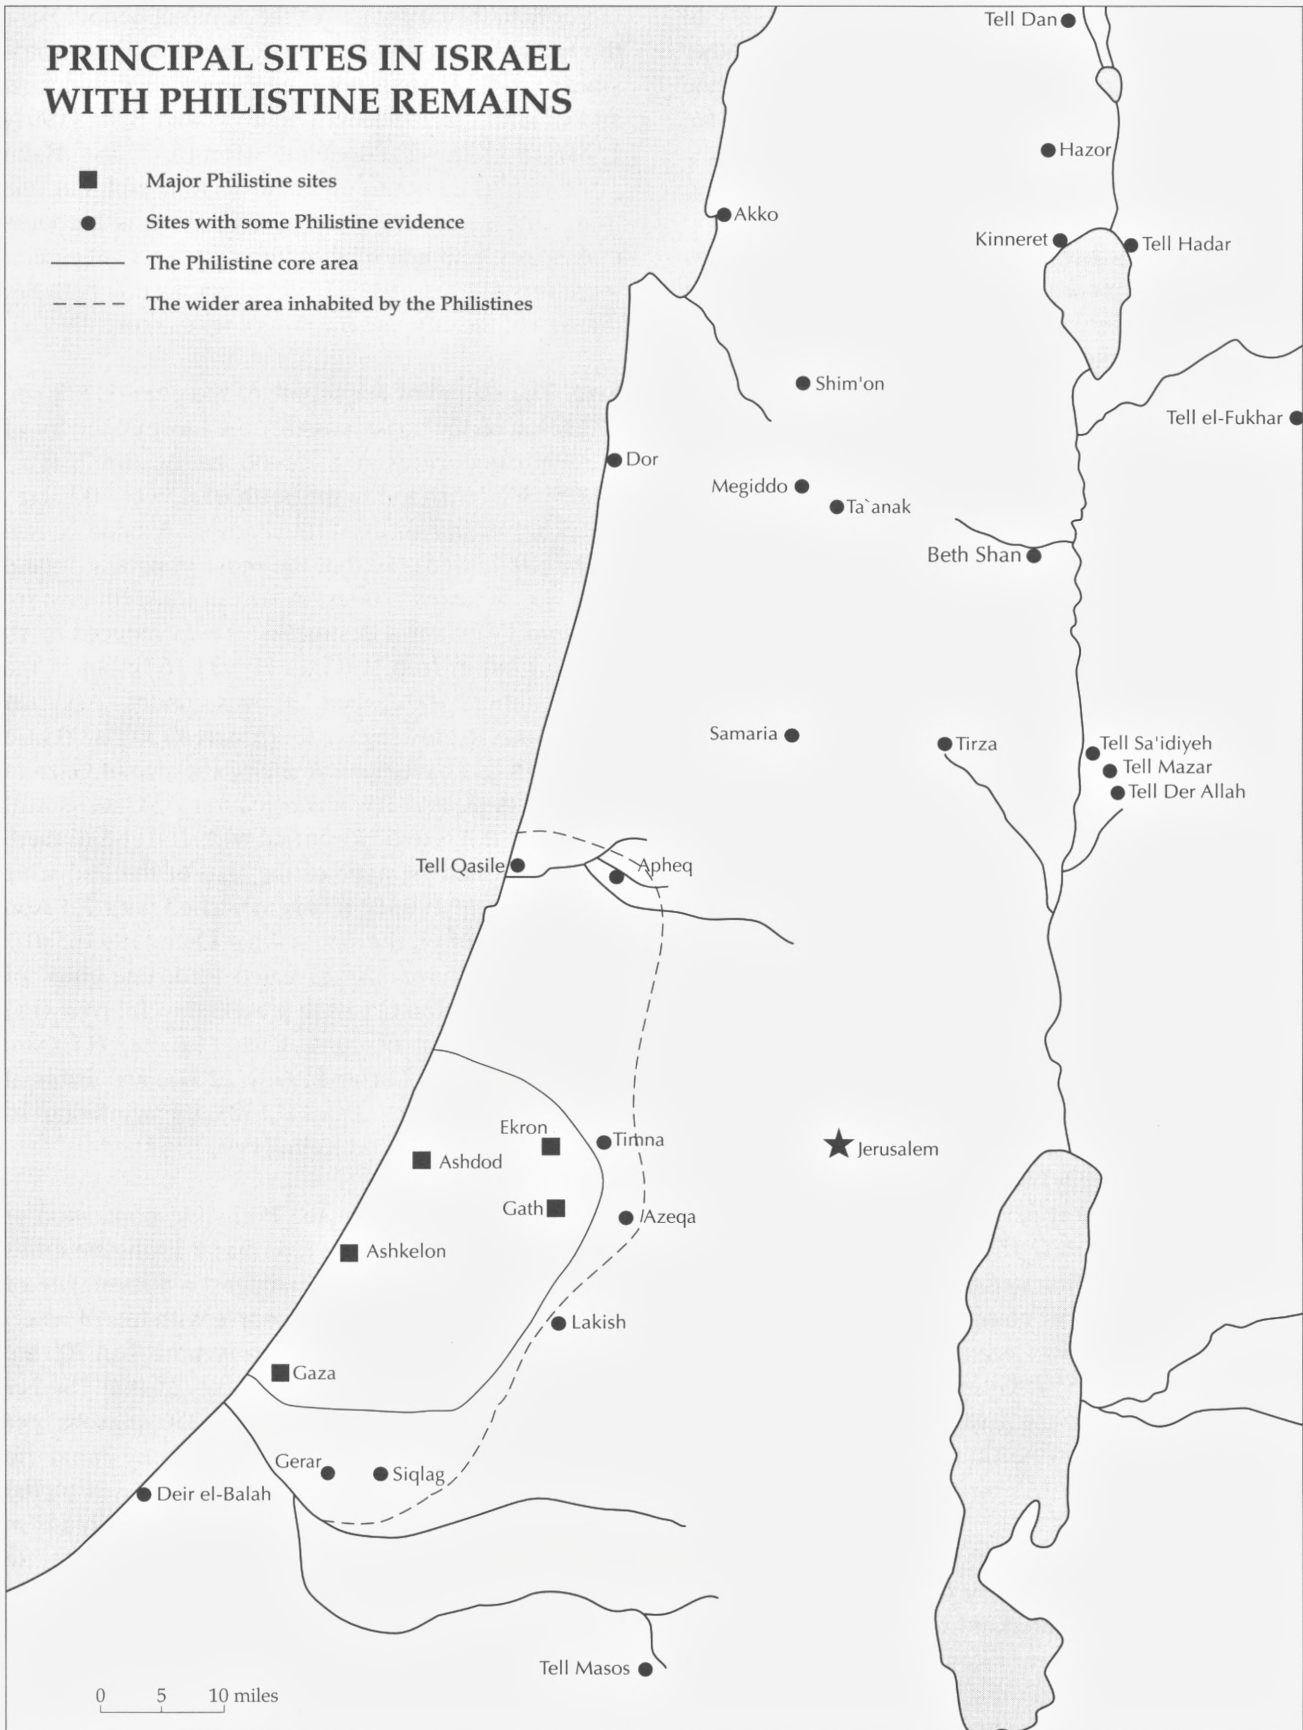 PRINCIPAL SITES IN ISRAEL
WITH PHILISTINE REMAINS
Major Philistine sites
Sites with some Philistine evidence
The Philistine core area
The wider area inhabited by the Philistines
Tell Dan
Hazor
Akko
Kinneret
Tell Hadar
Shim'on
Tell el-Fukhar
Dor
Megiddo
Ta`anak
Beth Shan
Samaria
Tirza
Tell Sa'idiyeh
Tell Mazar
Tell Der Allah
Tell Qasile
Apheq
Ekron
Timna
Ashdod
Jerusalem
Gath
Azeqa
Ashkelon
Lakish
Gaza
Gerar
Siqlag
Deir el-Balah
Tell Masos
0 5 10 miles